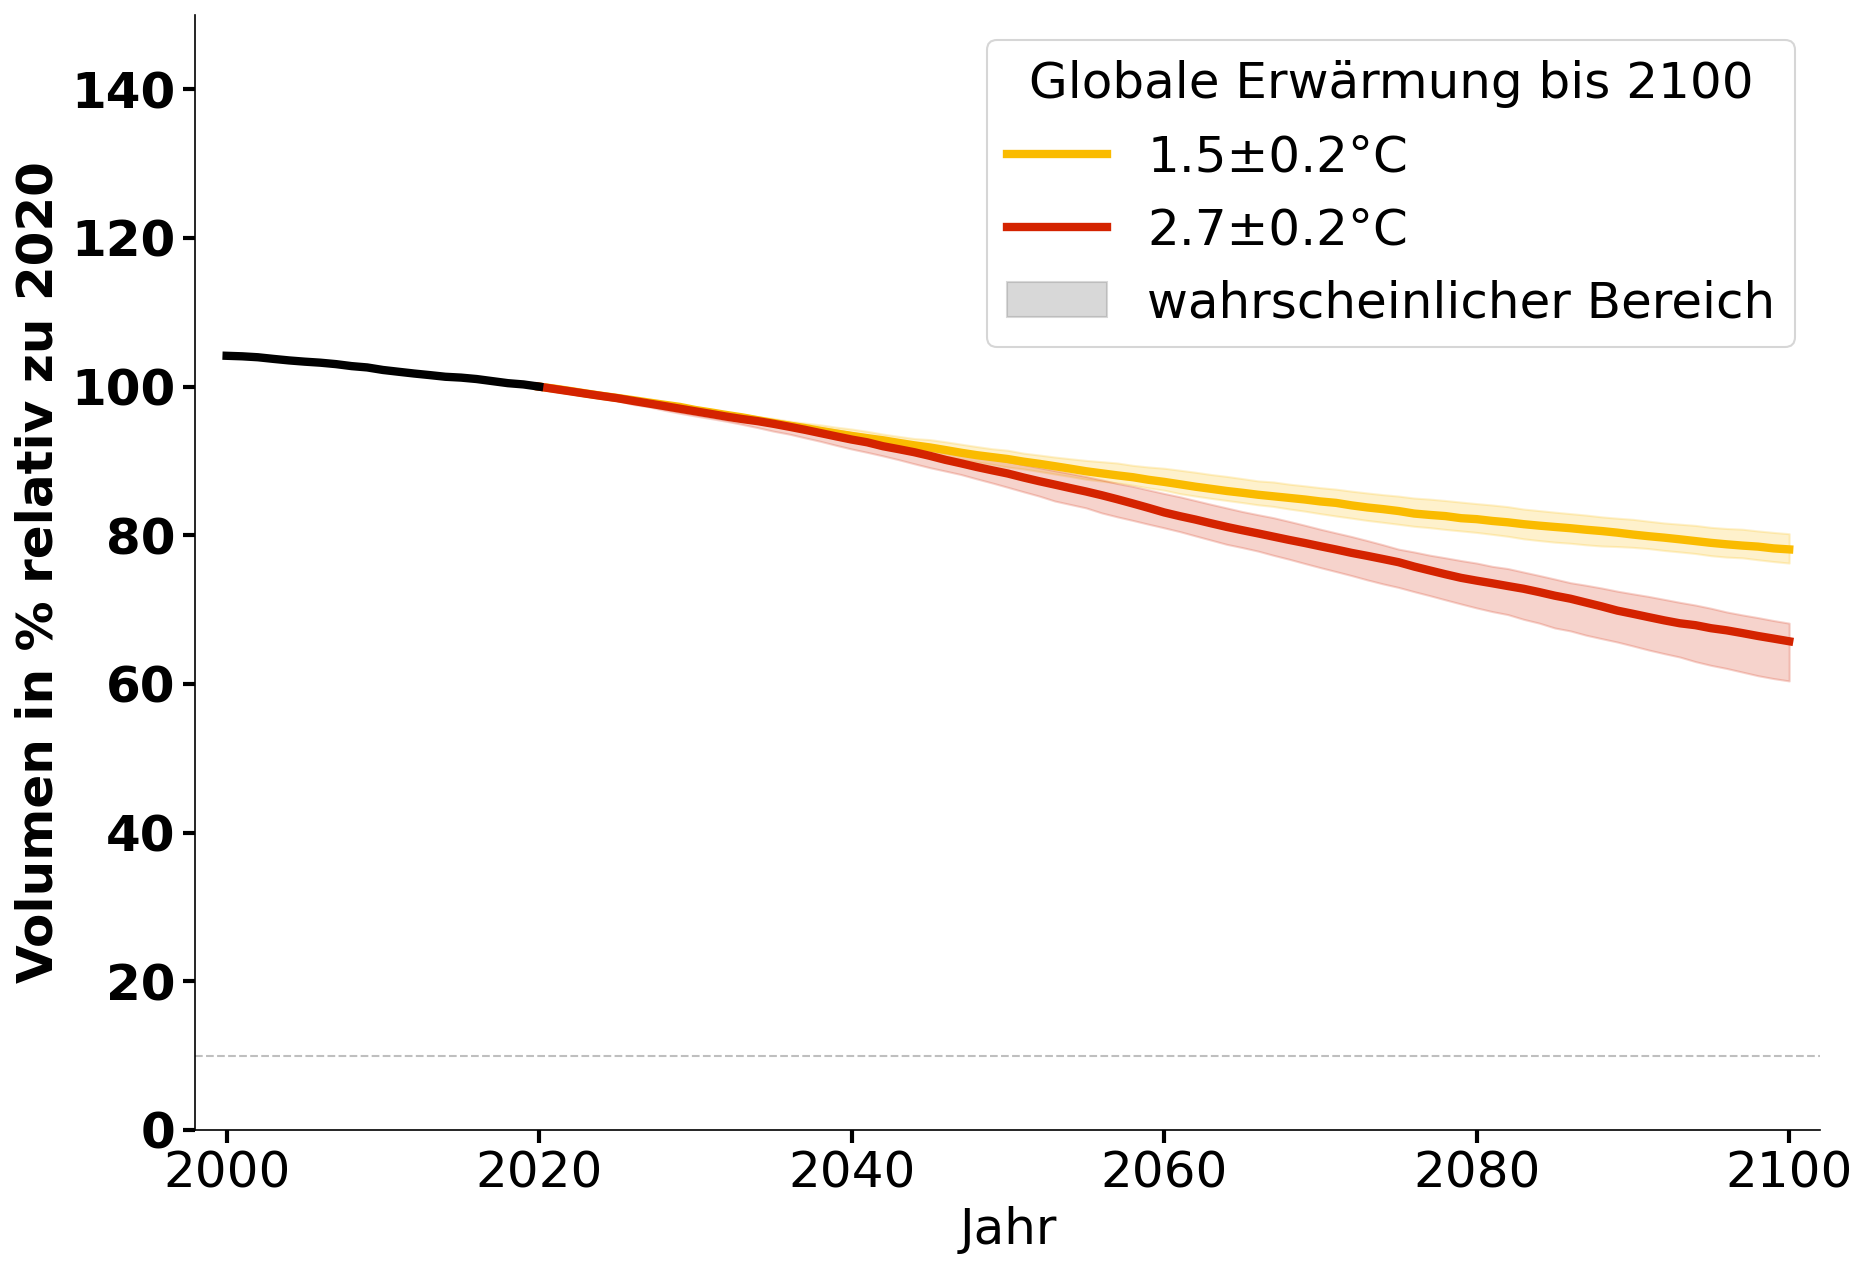 Globale Erwärmung bis 2100
1.5±0.2°C
2.7±0.2°C
wahrscheinlicher Bereich
Volumen in % relativ zu 2020
140
120
100
80
60
40
20
0
2000 2020 2040 2060 2080 2100
Jahr